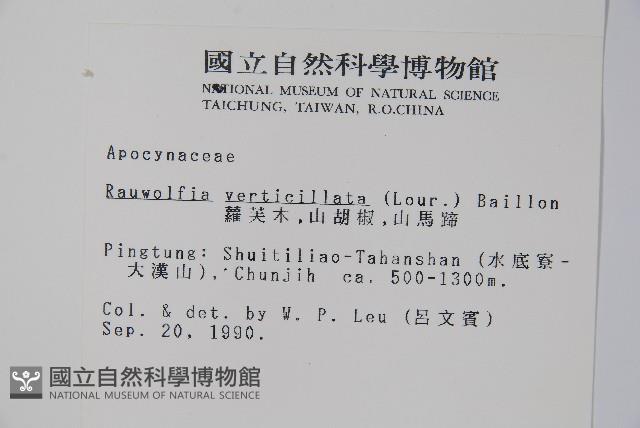 國立自然科學博物館
NATIONAL MUSEUM OF NATURAL SCIENCE
TAICHUNG, TAIWAN, R.O.CHINA
Apocynaceae
Rauwolfia verticillata (Lour.) Baillon
蘿芙木,山胡椒,山馬蹄
Pingtung: Shuitiliao-Tahanshan (水底寮-
大漢山), Chunjih ca. 500-1300m.
Col. & det. by W. P. Leu (呂文賓)
Sep. 20, 1990.
國立自然科學博物館
NATIONAL MUSEUM OF NATURAL SCIENCE